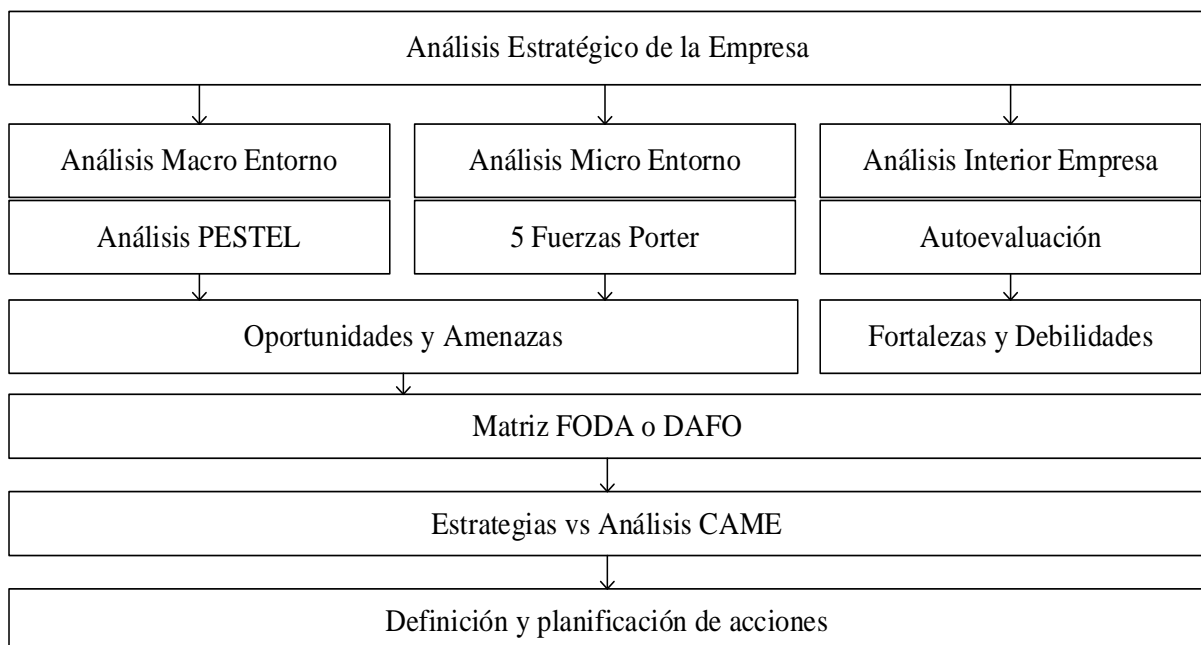 Análisis Estratégico de la Empresa
Análisis Macro Entorno
Análisis Micro Entorno
Análisis Interior Empresa
Análisis PESTEL
5 Fuerzas Porter
Autoevaluación
Oportunidades y Amenazas
Fortalezas y Debilidades
Matriz FODA o DAFO
Estrategias vs Análisis CAME
Definición y planificación de acciones